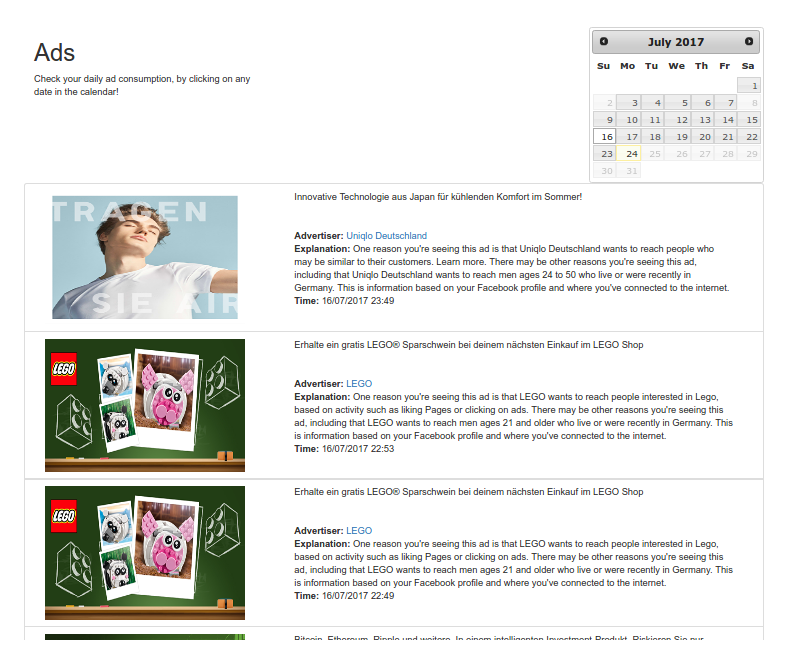 Ads
Check your daily ad consumption, by clicking on any
date in the calendar!
July 2017
Su Mo Tu We Th Fr Sa
1
2 3 4 5 6 7 8
9 10 11 12 13 14 15
16 17 18 19 20 21 22
23 24 25 26 27 28 29
30 31
TRAGEN
SIE AIR
Innovative Technologie aus Japan für kühlenden Komfort im Sommer!
Advertiser: Uniqlo Deutschland
Explanation: One reason you're seeing this ad is that Uniqlo Deutschland wants to reach people who
may be similar to their customers. Learn more. There may be other reasons you're seeing this ad,
including that Uniqlo Deutschland wants to reach men ages 24 to 50 who live or were recently in
Germany. This is information based on your Facebook profile and where you've connected to the internet.
Time: 16/07/2017 23:49
LEGO
Erhalte ein gratis LEGO® Sparschwein bei deinem nächsten Einkauf im LEGO Shop
Advertiser: LEGO
Explanation: One reason you're seeing this ad is that LEGO wants to reach people interested in Lego,
based on activity such as liking Pages or clicking on ads. There may be other reasons you're seeing this
ad, including that LEGO wants to reach men ages 21 and older who live or were recently in Germany. This
is information based on your Facebook profile and where you've connected to the internet.
Time: 16/07/2017 22:53
LEGO
Erhalte ein gratis LEGO® Sparschwein bei deinem nächsten Einkauf im LEGO Shop
Advertiser: LEGO
Explanation: One reason you're seeing this ad is that LEGO wants to reach people interested in Lego,
based on activity such as liking Pages or clicking on ads. There may be other reasons you're seeing this
ad, including that LEGO wants to reach men ages 21 and older who live or were recently in Germany. This
is information based on your Facebook profile and where you've connected to the internet.
Time: 16/07/2017 22:49
Bitcoin, Ethereum, Ripple und weitere. In einem intelligenten Investment-Produkt. Riskieren Sie nur